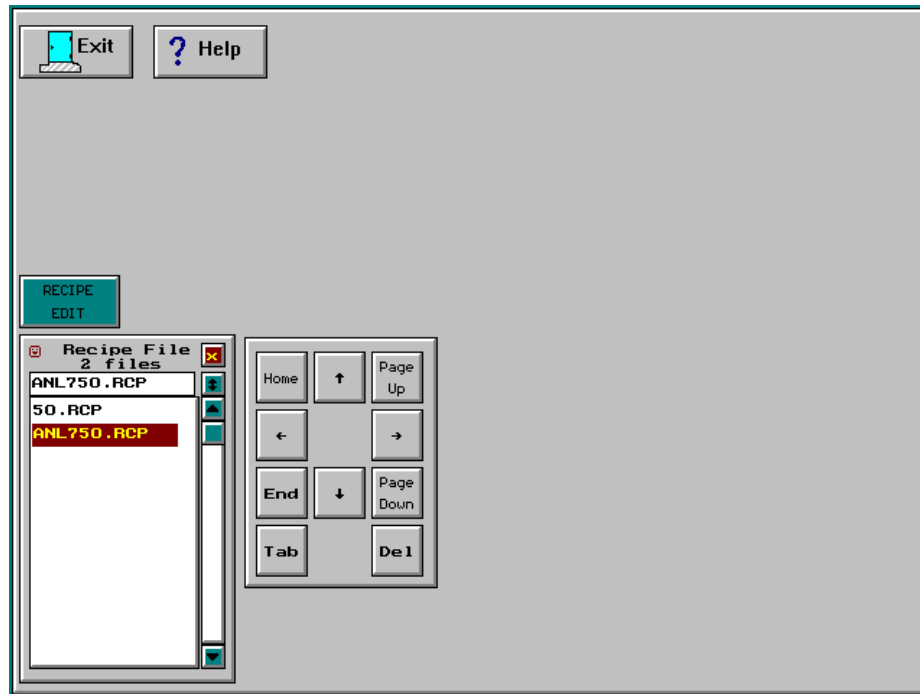 Exit
? Help
RECIPE
EDIT
Recipe File
2 files
ANL750.RCP
50.RCP
ANL750.RCP
Home
↑
Page
Up
←
→
End
↓
Page
Down
Tab
Del